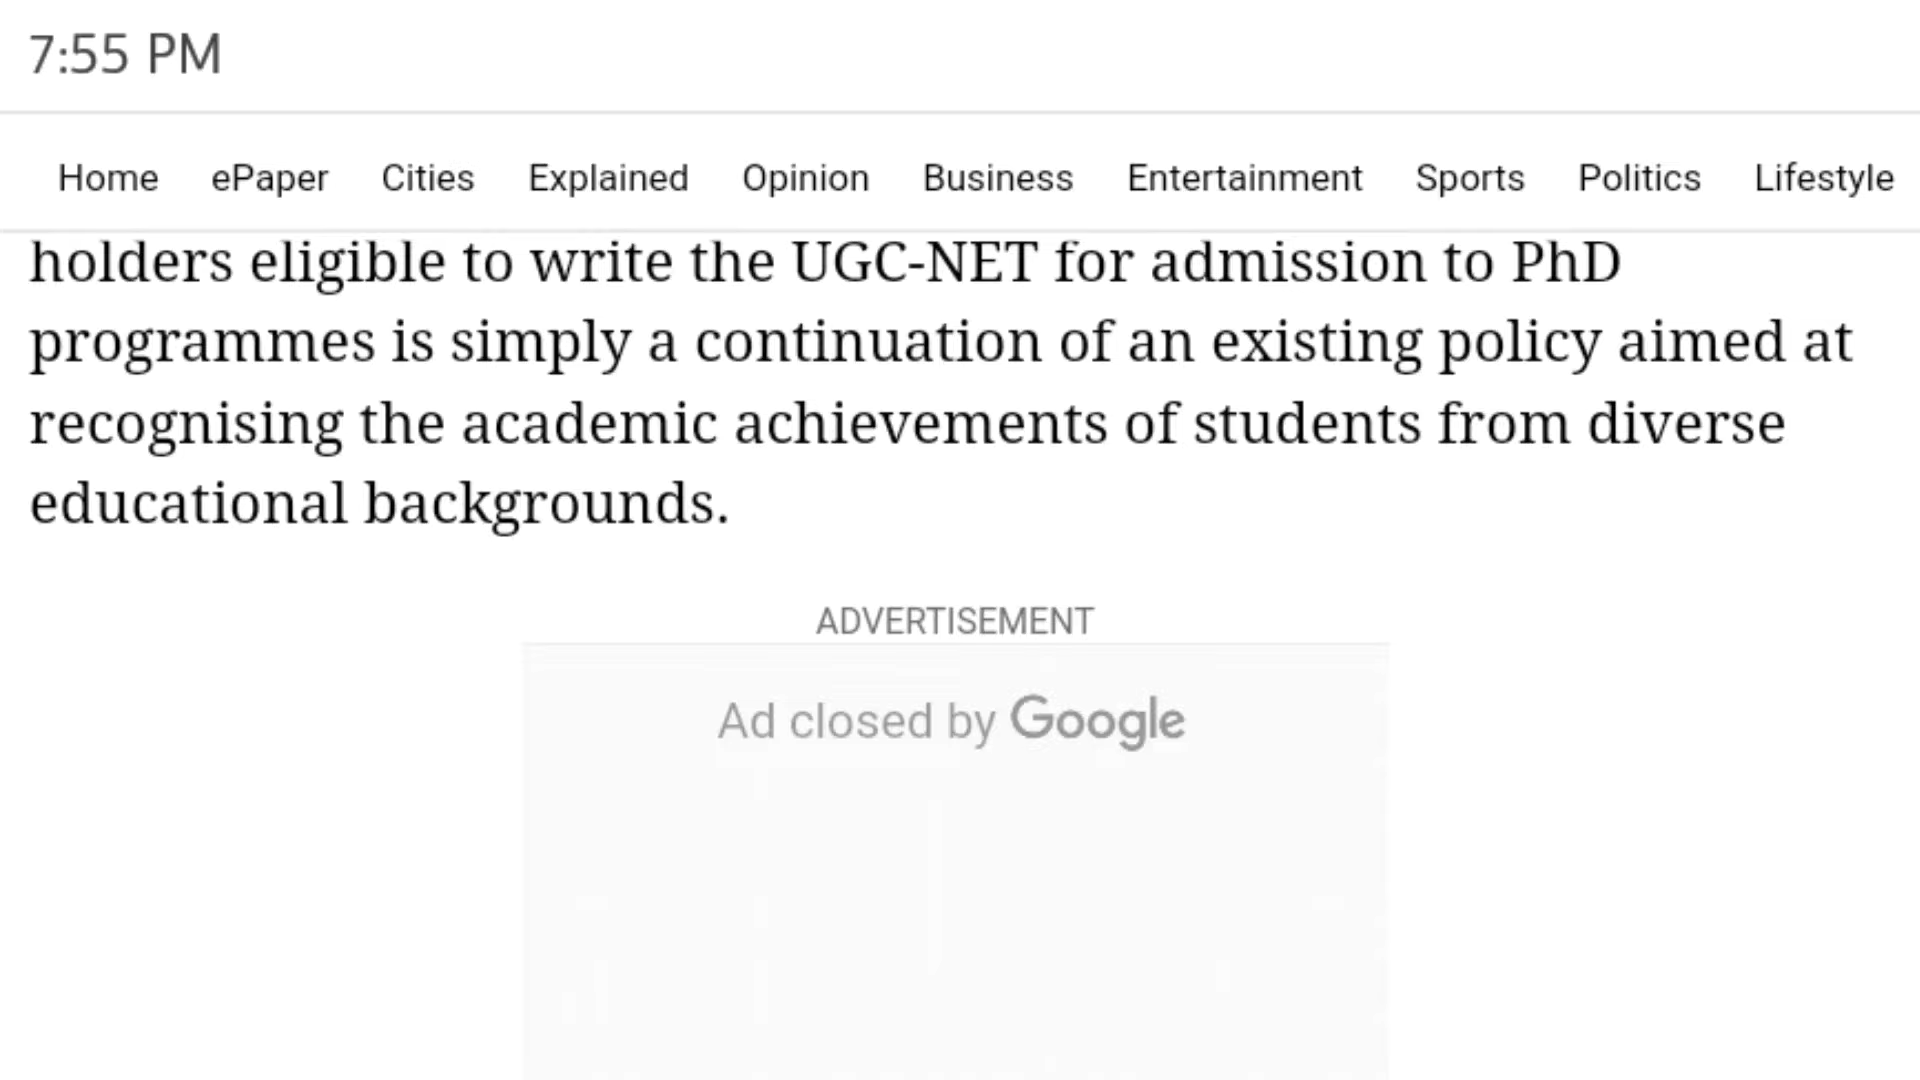 7:55 PM
Home ePaper Cities Explained Opinion Business Entertainment Sports Politics Lifestyle
holders eligible to write the UGC-NET for admission to PhD
programmes is simply a continuation of an existing policy aimed at
recognising the academic achievements of students from diverse
educational backgrounds.
ADVERTISEMENT
Ad closed by Google